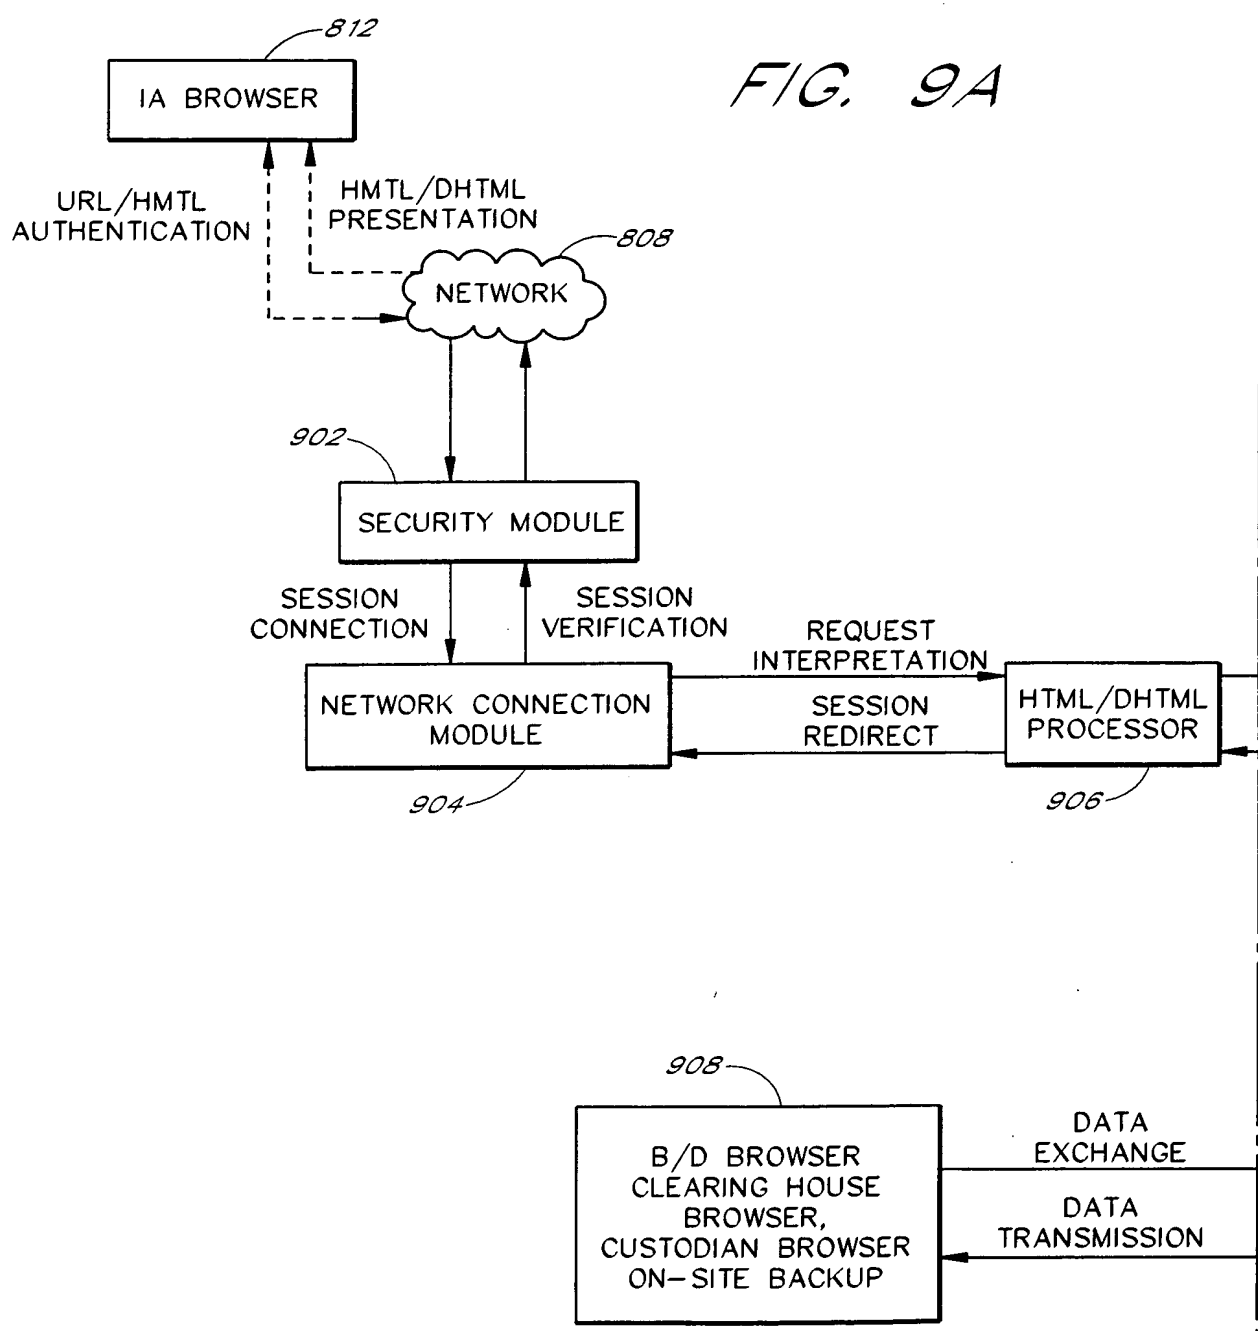 812
FIG. 9A
IA BROWSER
URL/HMTL
AUTHENTICATION
HMTL/DHTML
PRESENTATION
808
NETWORK
902
SECURITY MODULE
SESSION
CONNECTION
SESSION
VERIFICATION
REQUEST
INTERPRETATION
NETWORK CONNECTION
MODULE
SESSION
REDIRECT
HTML/DHTML
PROCESSOR
904
906
908
B/D BROWSER
CLEARING HOUSE
BROWSER,
CUSTODIAN BROWSER
ON-SITE BACKUP
DATA
EXCHANGE
DATA
TRANSMISSION